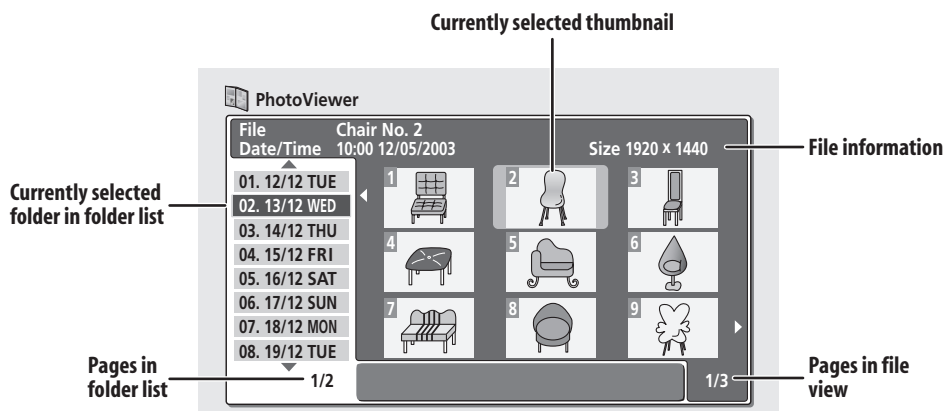 Currently selected thumbnail
PhotoViewer
File Chair No. 2
Date/Time 10:00 12/05/2003 Size 1920 x 1440
File information
Currently selected
folder in folder list
01. 12/12 TUE
02. 13/12 WED
03. 14/12 THU
04. 15/12 FRI
05. 16/12 SAT
06. 17/12 SUN
07. 18/12 MON
08. 19/12 TUE
1 2 3
4 5 6
7 8 9
Pages in
folder list
1/2
1/3
Pages in file
view